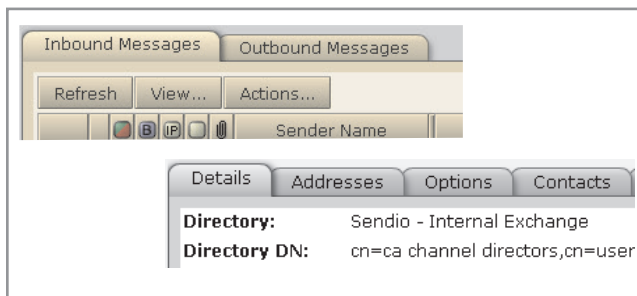 Inbound Messages Outbound Messages
Refresh View... Actions...
B IP Sender Name
Details Addresses Options Contacts
Directory: Sendio - Internal Exchange
Directory DN: cn=ca channel directors,cn=user